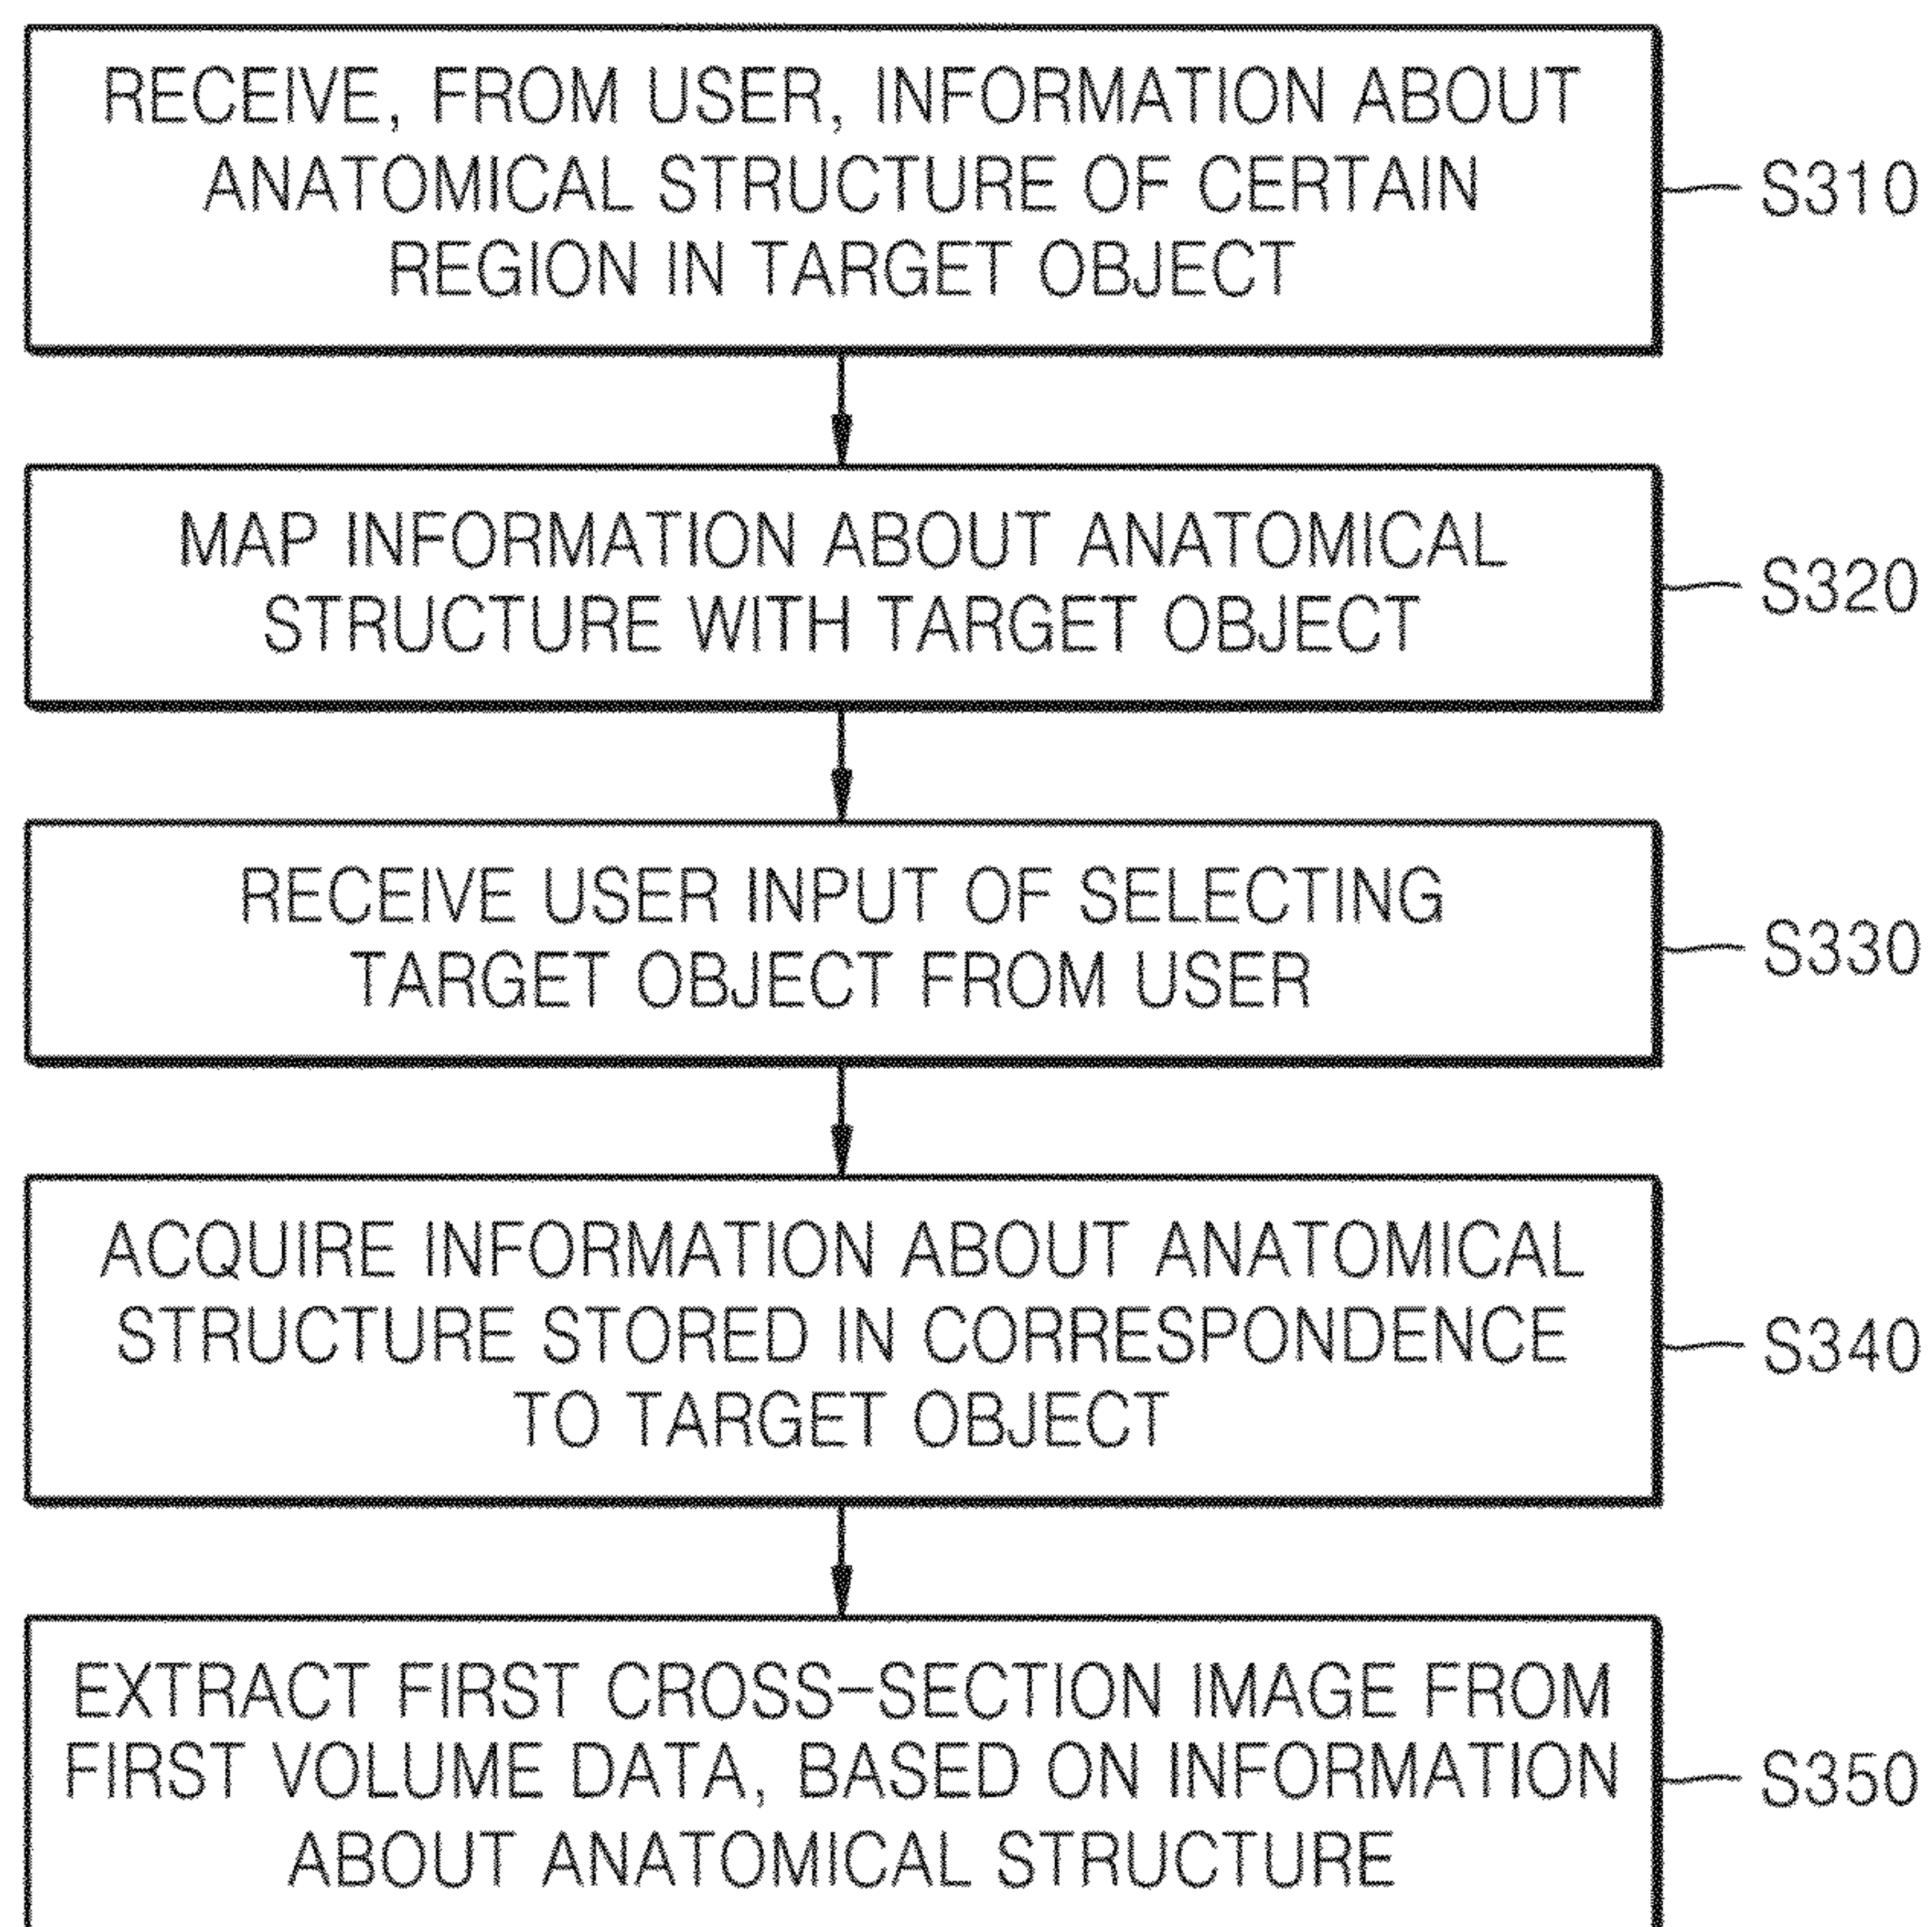 RECEIVE, FROM USER, INFORMATION ABOUT
ANATOMICAL STRUCTURE OF CERTAIN
REGION IN TARGET OBJECT
S310
MAP INFORMATION ABOUT ANATOMICAL
STRUCTURE WITH TARGET OBJECT
S320
RECEIVE USER INPUT OF SELECTING
TARGET OBJECT FROM USER
S330
ACQUIRE INFORMATION ABOUT ANATOMICAL
STRUCTURE STORED IN CORRESPONDENCE
TO TARGET OBJECT
S340
EXTRACT FIRST CROSS-SECTION IMAGE FROM
FIRST VOLUME DATA, BASED ON INFORMATION
ABOUT ANATOMICAL STRUCTURE
S350